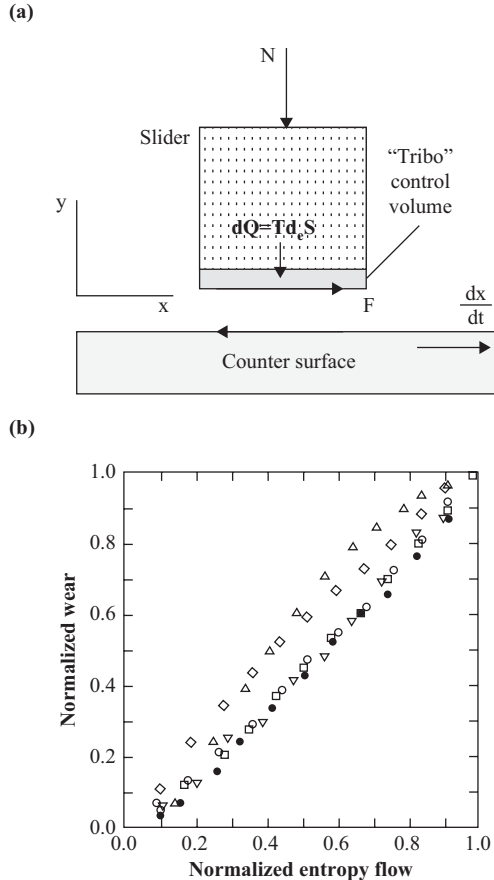 (a)
N
Slider
"Tribo"
control
volume
y
dQ=TdₑS
x
F
dx
dt
Counter surface
(b)
1.0
0.8
0.6
0.4
0.2
0.0
Normalized wear
0.0 0.2 0.4 0.6 0.8 1.0
Normalized entropy flow